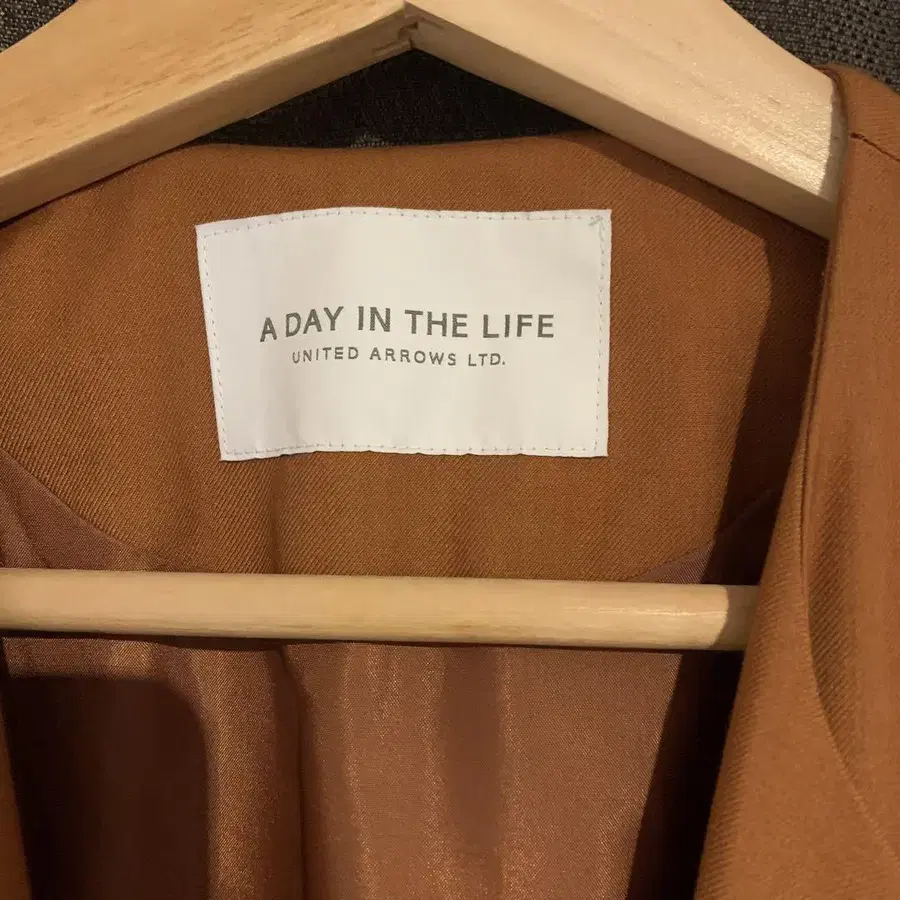 A DAY IN THE LIFE
UNITED ARROWS LTD.